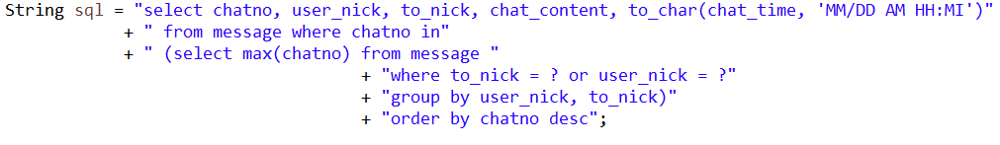 String sql = "select chatno, user_nick, to_nick, chat_content, to_char(chat_time, 'MM/DD AM HH:MI')"
+ " from message where chatno in"
+ " (select max(chatno) from message "
+ "where to_nick = ? or user_nick = ?"
+ "group by user_nick, to_nick)"
+ "order by chatno desc";